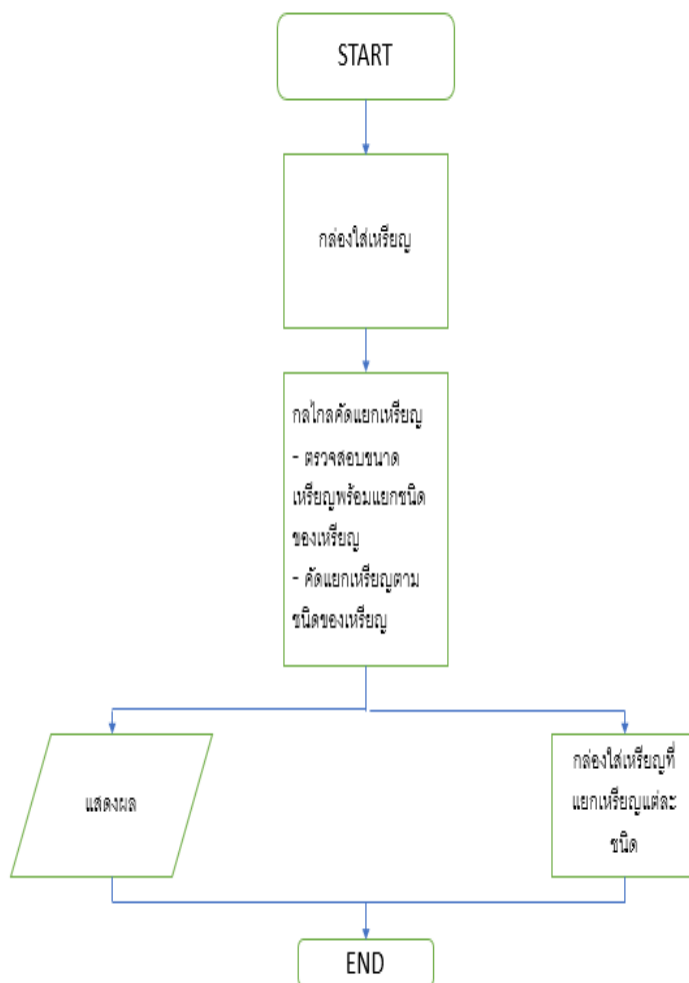 START
กล่องใส่เหรียญ
กลไกลคัดแยกเหรียญ
- ตรวจสอบขนาด
เหรียญพร้อมแยกชนิด
ของเหรียญ
- คัดแยกเหรียญตาม
ชนิดของเหรียญ
แสดงผล
กล่องใส่เหรียญที่
แยกเหรียญแต่ละ
ชนิด
END